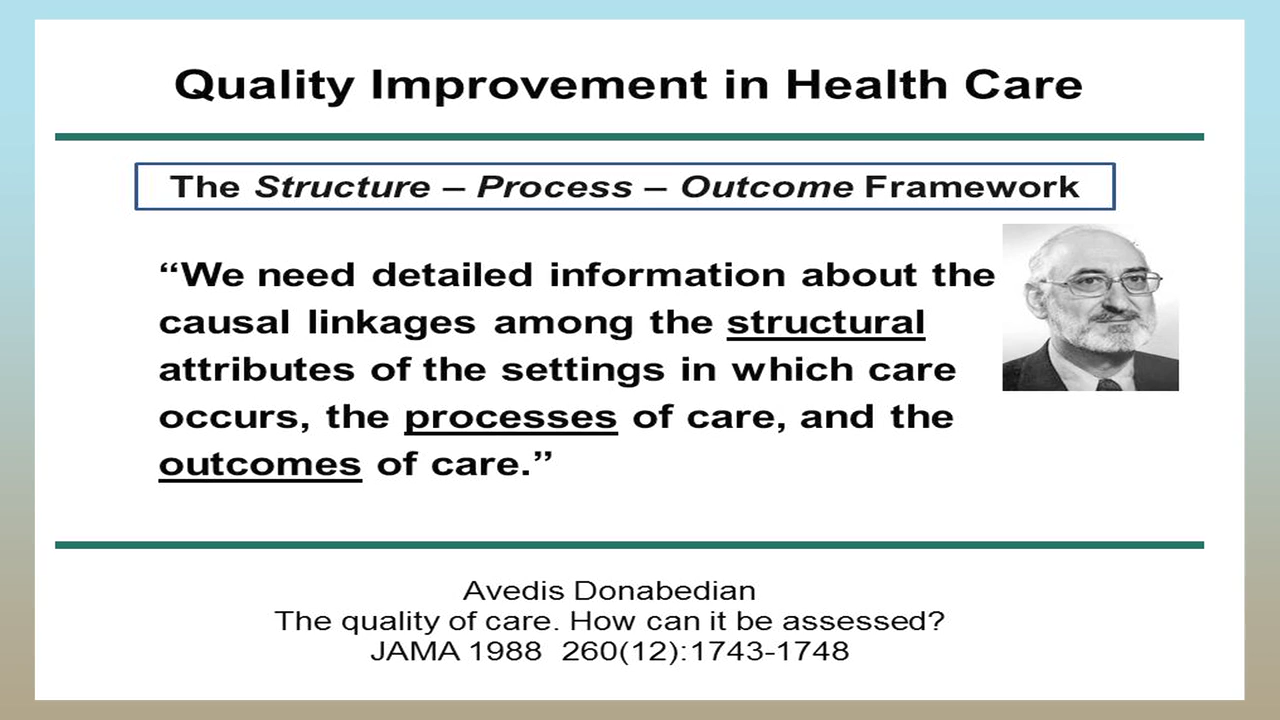 Quality Improvement in Health Care
The Structure – Process – Outcome Framework
“We need detailed information about the
causal linkages among the structural
attributes of the settings in which care
occurs, the processes of care, and the
outcomes of care.”
Avedis Donabedian
The quality of care. How can it be assessed?
JAMA 1988  260(12):1743-1748